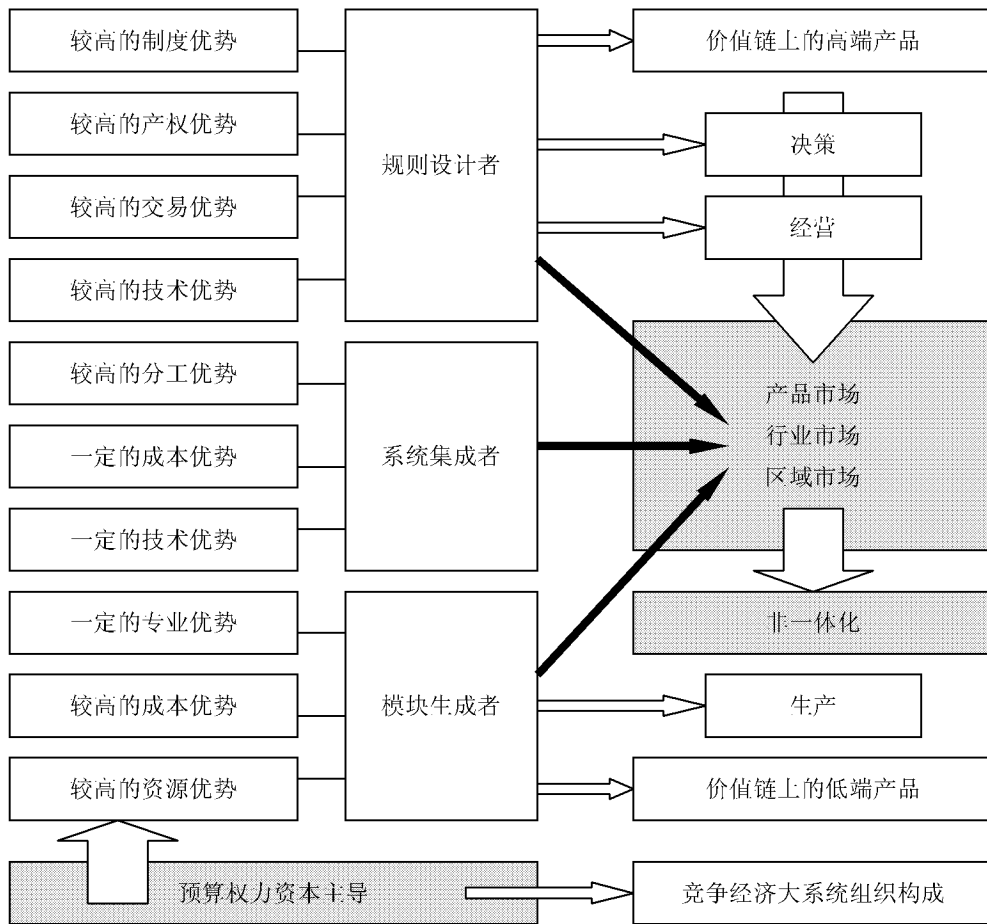 较高的制度优势
较高的产权优势
较高的交易优势
较高的技术优势
较高的分工优势
一定的成本优势
一定的技术优势
一定的专业优势
较高的成本优势
较高的资源优势
规则设计者
系统集成者
模块生成者
价值链上的高端产品
决策
经营
产品市场
行业市场
区域市场
非一体化
生产
价值链上的低端产品
预算权力资本主导
竞争经济大系统组织构成